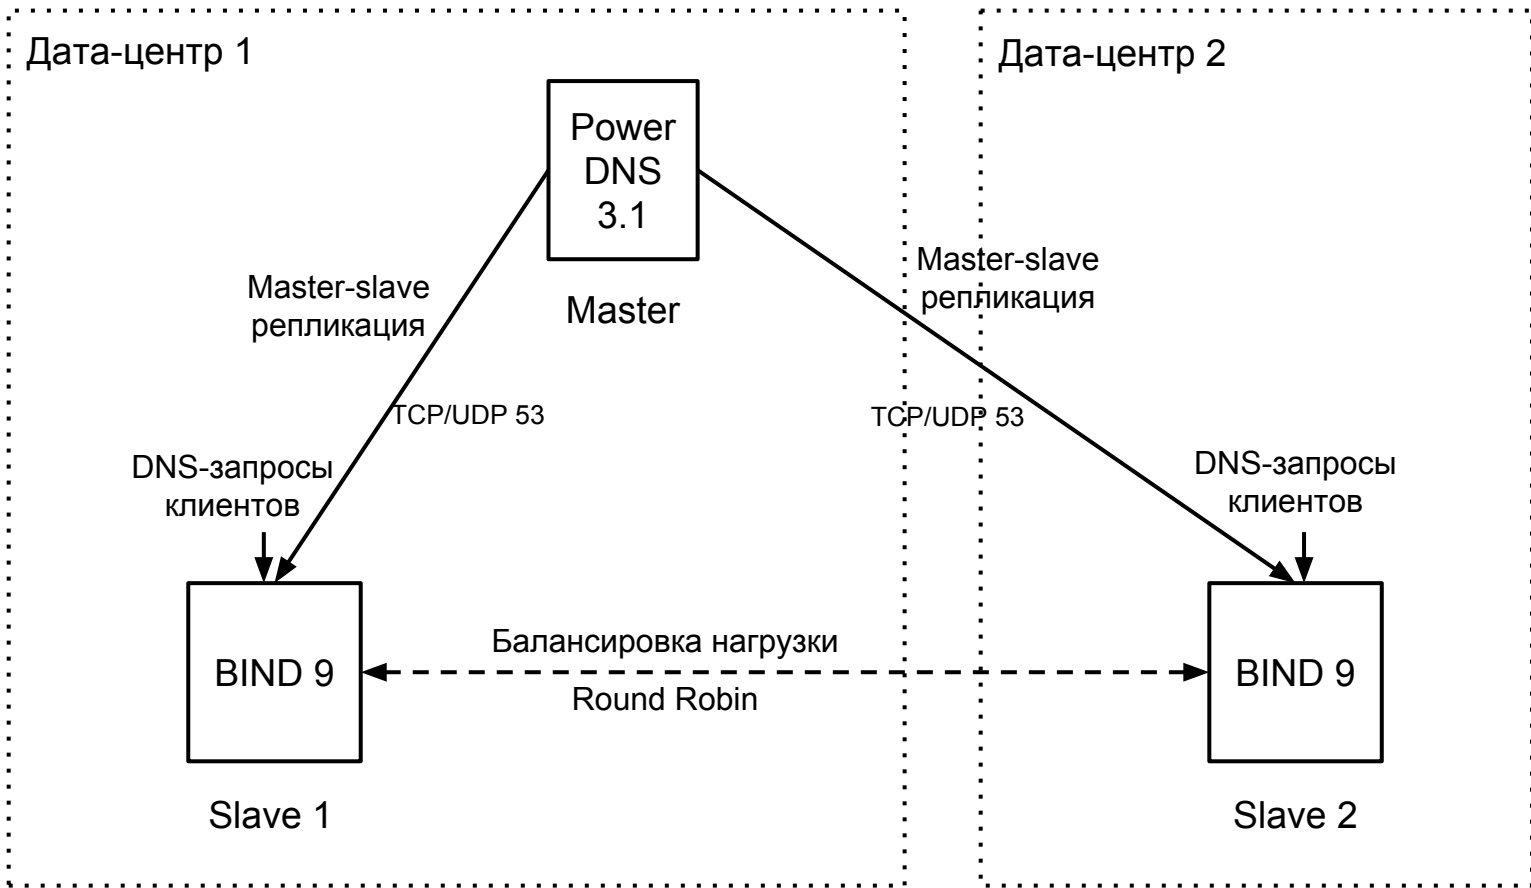 Дата-центр 1
Дата-центр 2
Power
DNS
3.1
Master
Master-slave
репликация
Master-slave
репликация
TCP/UDP 53
TCP/UDP 53
DNS-запросы
клиентов
DNS-запросы
клиентов
BIND 9
Балансировка нагрузки
Round Robin
BIND 9
Slave 1
Slave 2